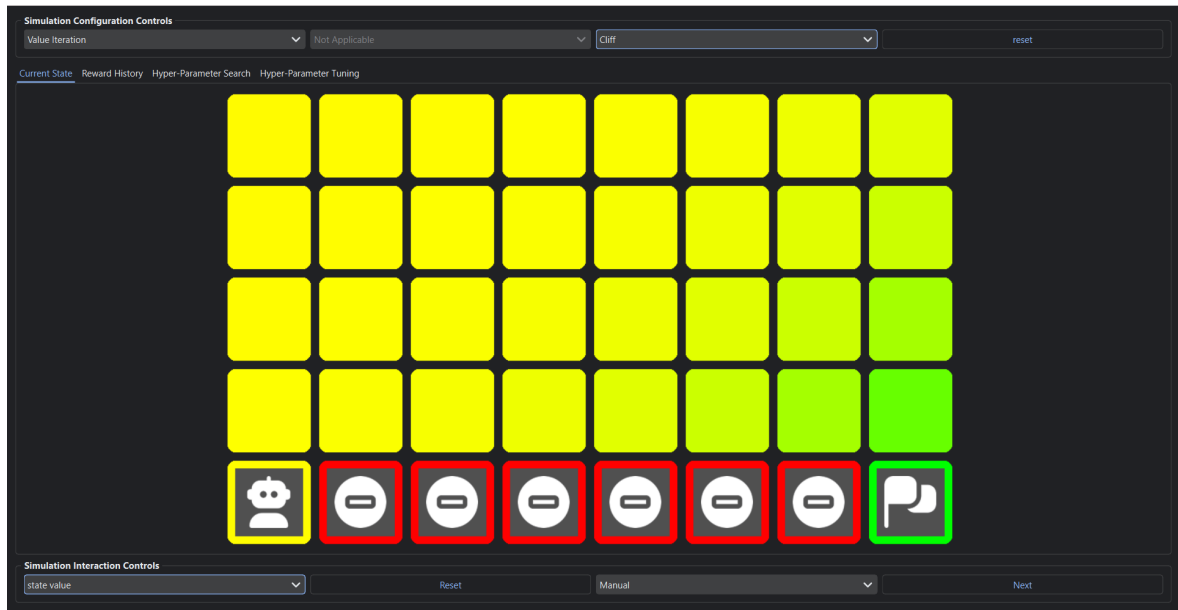 Simulation Configuration Controls
Value Iteration Not Applicable Cliff reset
Current State Reward History Hyper-Parameter Search Hyper-Parameter Tuning
Simulation Interaction Controls
state value Reset Manual Next